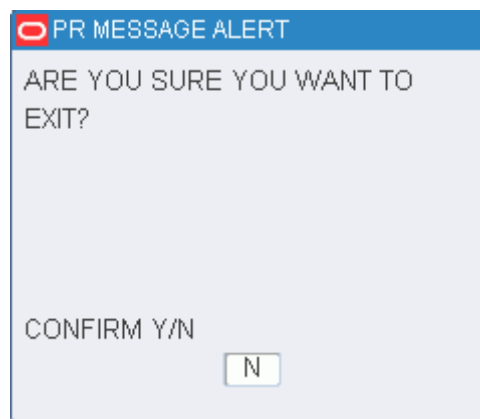 PR MESSAGE ALERT
ARE YOU SURE YOU WANT TO
EXIT?
CONFIRM Y/N
N